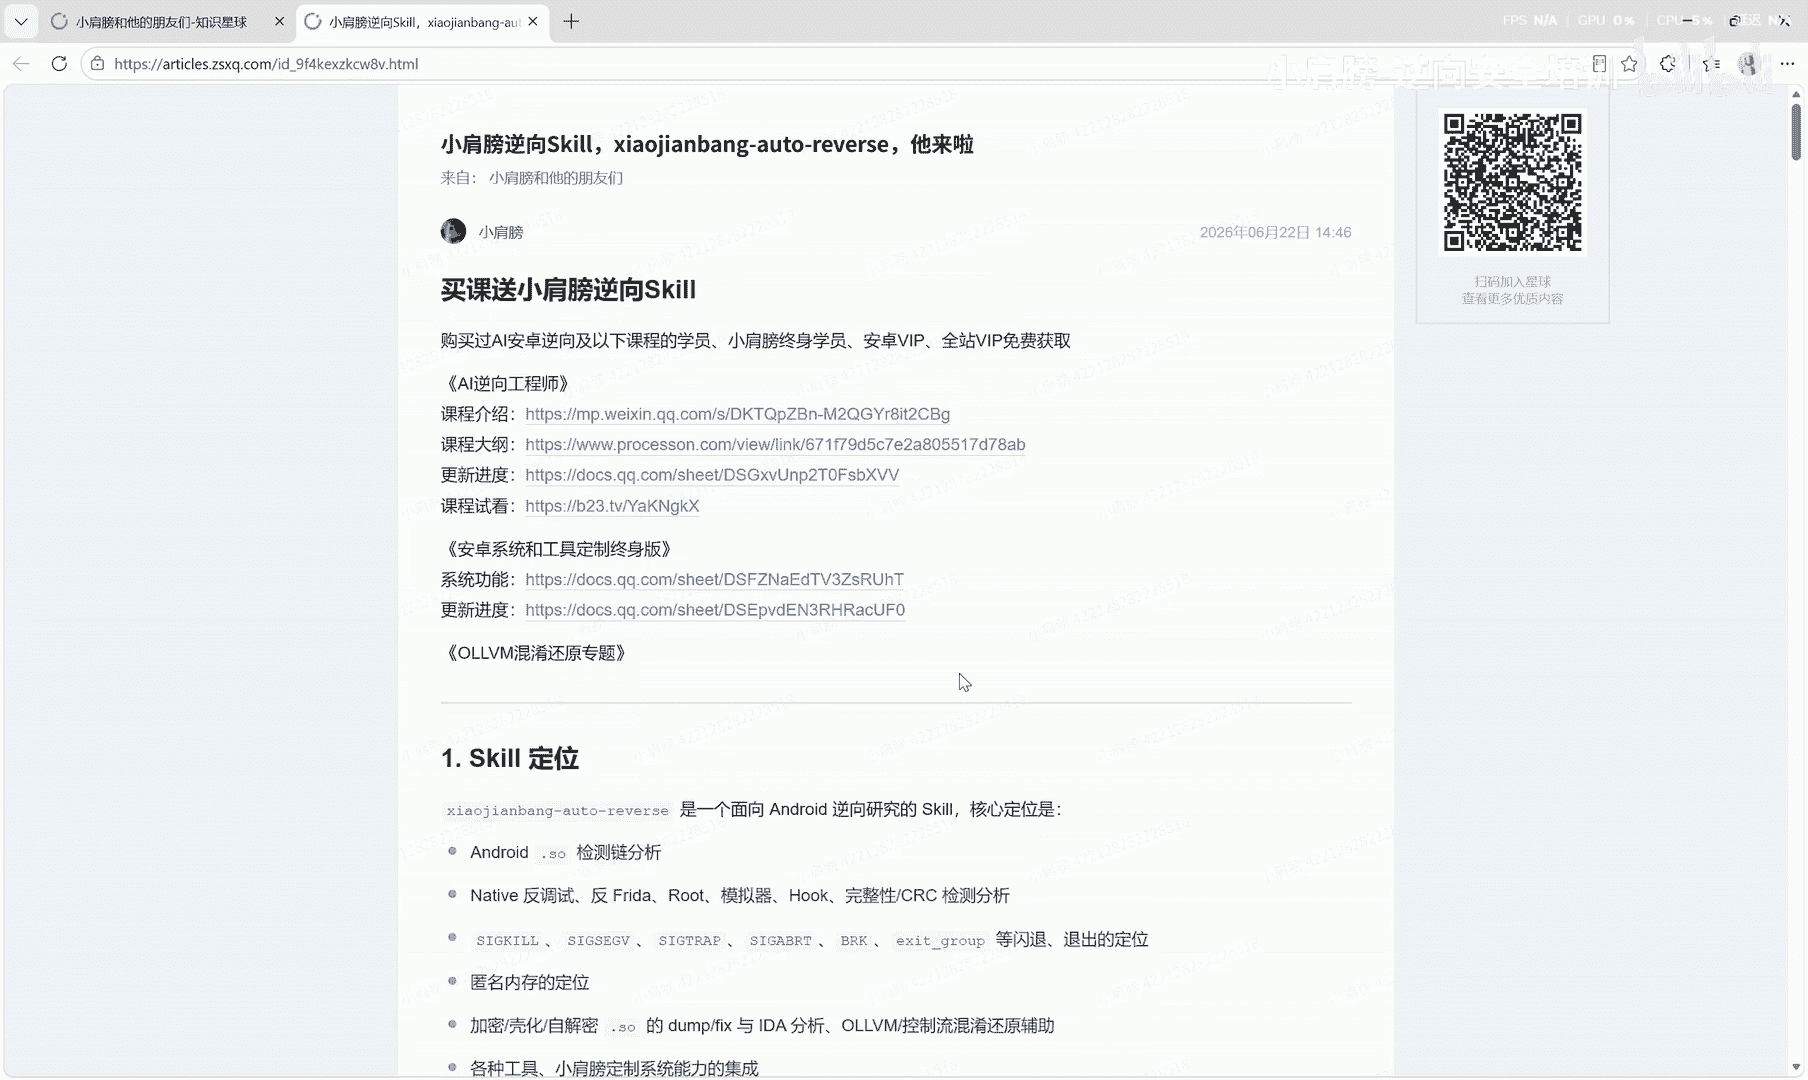 小肩膀和他的朋友们-知识星球
小肩膀逆向Skill，xiaojianbang-aut
FPS N/A | GPU 0% | CPU 5% | 延迟 N/A
https://articles.zsxq.com/id_9f4kexzkcw8v.html
小肩膀-逆向安全培训
bilibili
小肩膀逆向Skill，xiaojianbang-auto-reverse，他来啦
来自： 小肩膀和他的朋友们
小肩膀
2026年06月22日 14:46
扫码加入星球
查看更多优质内容
买课送小肩膀逆向Skill
购买过AI安卓逆向及以下课程的学员、小肩膀终身学员、安卓VIP、全站VIP免费获取
《AI逆向工程师》
课程介绍：https://mp.weixin.qq.com/s/DKTQpZBn-M2QGYr8it2CBg
课程大纲：https://www.processon.com/view/link/671f79d5c7e2a805517d78ab
更新进度：https://docs.qq.com/sheet/DSGxvUnp2T0FsbXVV
课程试看：https://b23.tv/YaKNgkX
《安卓系统和工具定制终身版》
系统功能：https://docs.qq.com/sheet/DSFZNaEdTV3ZsRUhT
更新进度：https://docs.qq.com/sheet/DSEpvdEN3RHRacUF0
《OLLVM混淆还原专题》
1. Skill 定位
xiaojianbang-auto-reverse 是一个面向 Android 逆向研究的 Skill，核心定位是：
Android .so 检测链分析
Native 反调试、反 Frida、Root、模拟器、Hook、完整性/CRC 检测分析
SIGKILL 、 SIGSEGV 、 SIGTRAP 、 SIGABRT 、 BRK 、 exit_group 等闪退、退出的定位
匿名内存的定位
加密/壳化/自解密 .so 的 dump/fix 与 IDA 分析、OLLVM/控制流混淆还原辅助
各种工具、小肩膀定制系统能力的集成